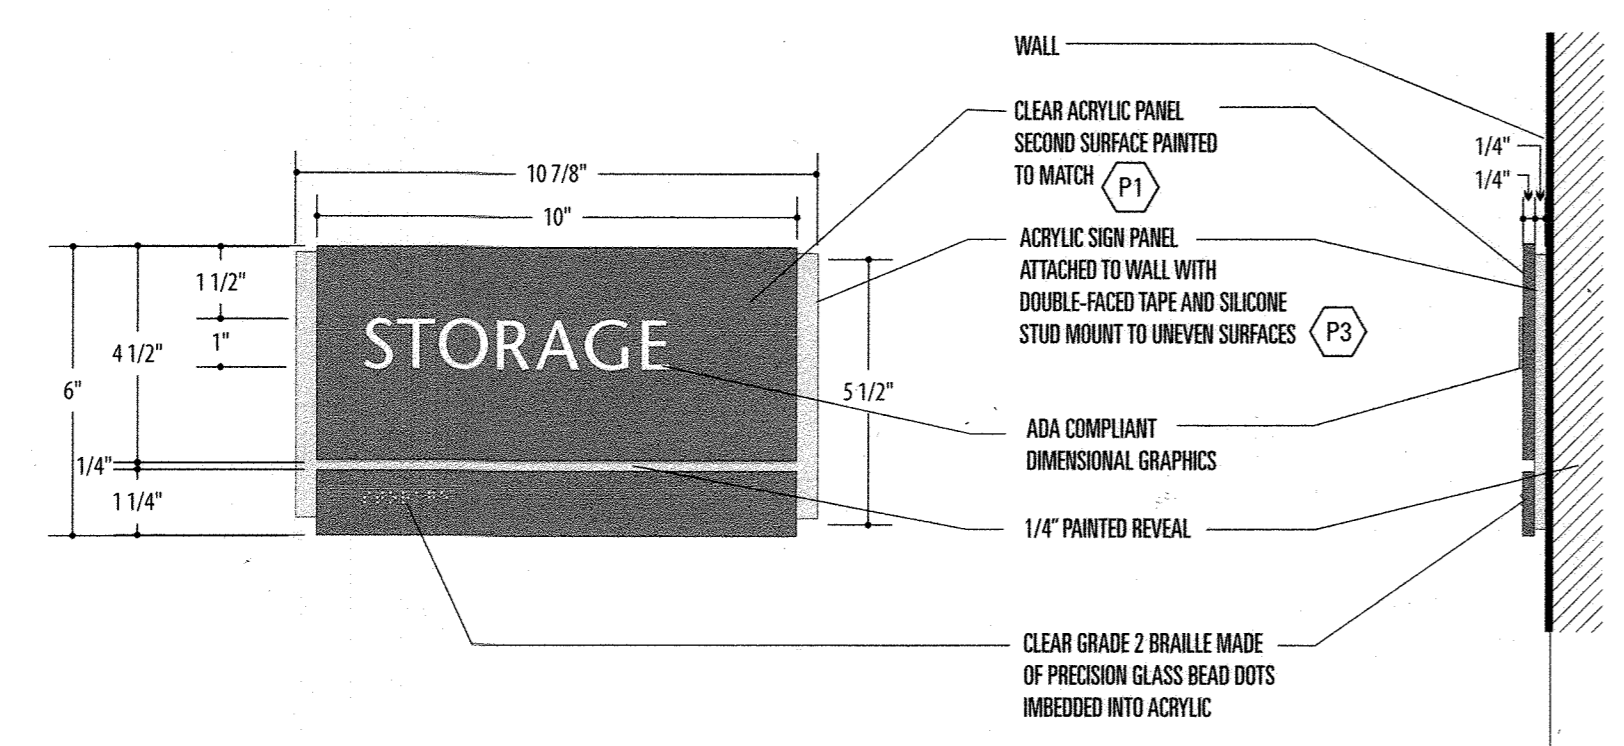 WALL
CLEAR ACRYLIC PANEL
SECOND SURFACE PAINTED
TO MATCH P1
ACRYLIC SIGN PANEL
ATTACHED TO WALL WITH
DOUBLE-FACED TAPE AND SILICONE
STUD MOUNT TO UNEVEN SURFACES P3
ADA COMPLIANT
DIMENSIONAL GRAPHICS
1/4" PAINTED REVEAL
CLEAR GRADE 2 BRAILLE MADE
OF PRECISION GLASS BEAD DOTS
IMBEDDED INTO ACRYLIC
10 7/8"
10"
1 1/2"
1"
4 1/2"
6"
1/4"
1 1/4"
STORAGE
5 1/2"
1/4"
1/4"